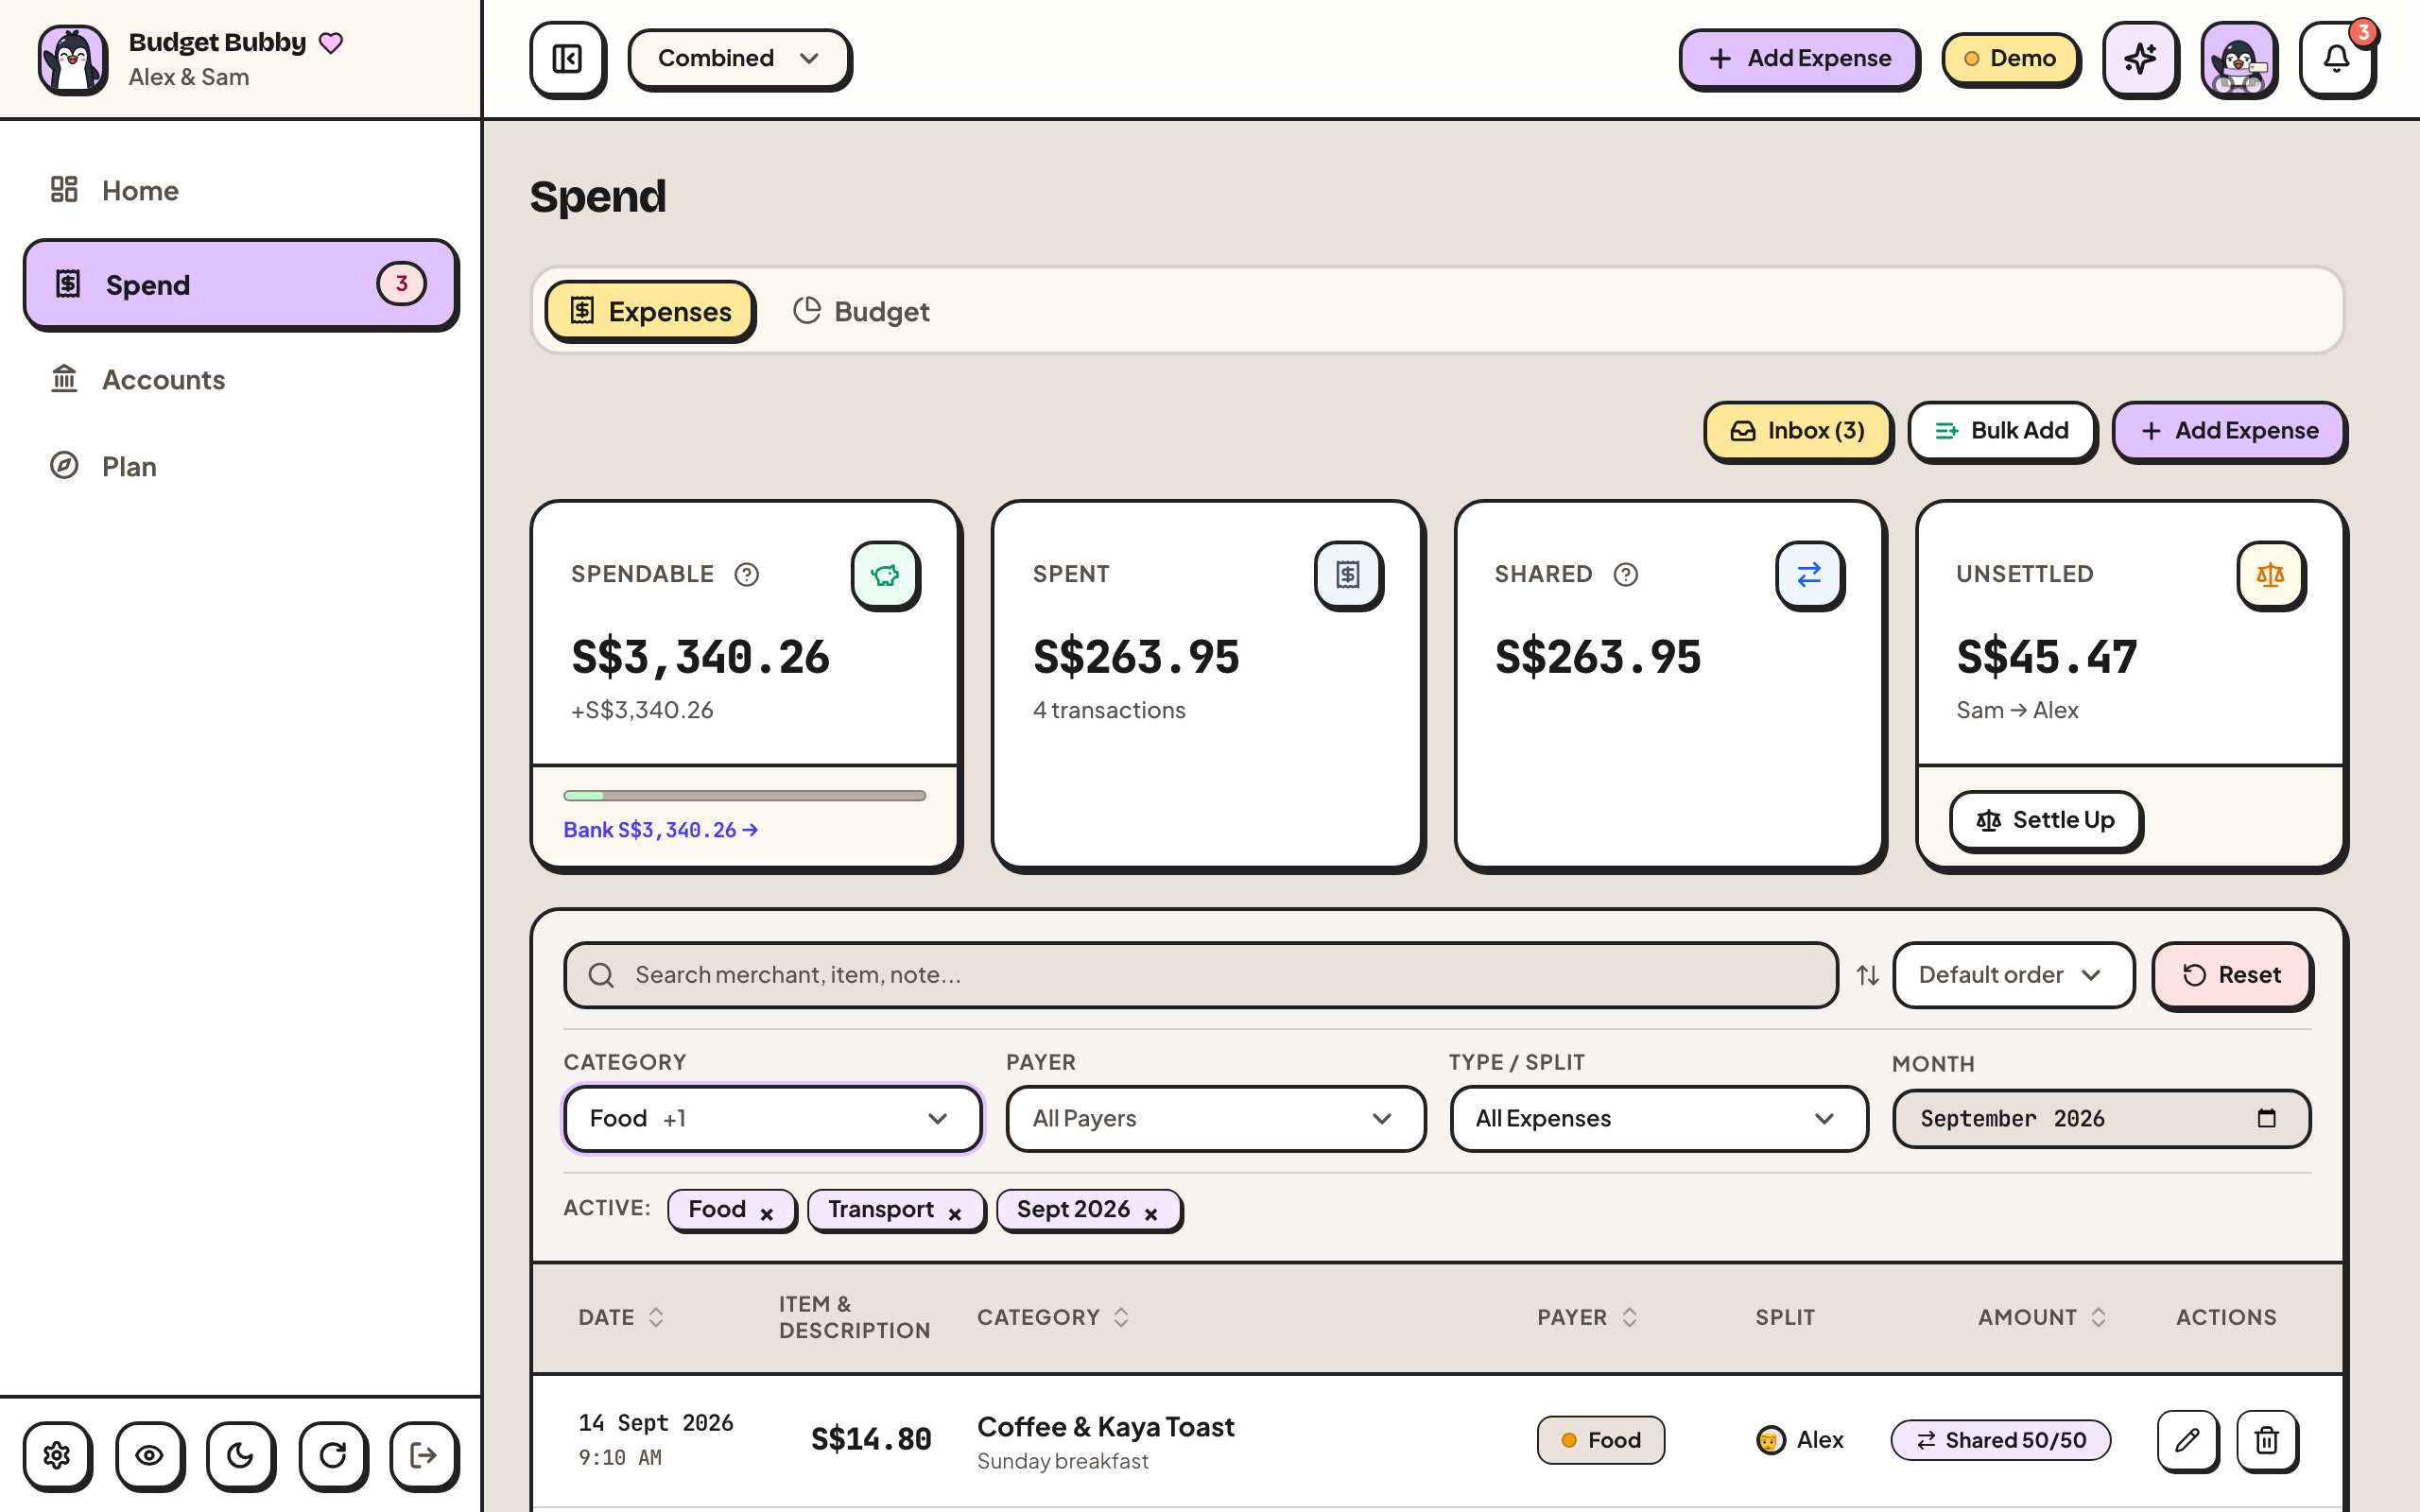 Budget Bubby
Alex & Sam
Combined
Add Expense
Demo
3
Home
Spend
3
Accounts
Plan
Spend
Expenses
Budget
Inbox (3)
Bulk Add
Add Expense
SPENDABLE
S$3,340.26
+S$3,340.26
Bank S$3,340.26 →
SPENT
S$263.95
4 transactions
SHARED
S$263.95
UNSETTLED
S$45.47
Sam → Alex
Settle Up
Search merchant, item, note...
Default order
Reset
CATEGORY
PAYER
TYPE / SPLIT
MONTH
Food +1
All Payers
All Expenses
September 2026
ACTIVE: Food × Transport × Sept 2026 ×
DATE
ITEM &
DESCRIPTION
CATEGORY
PAYER
SPLIT
AMOUNT
ACTIONS
14 Sept 2026
9:10 AM
S$14.80
Coffee & Kaya Toast
Sunday breakfast
Food
Alex
Shared 50/50